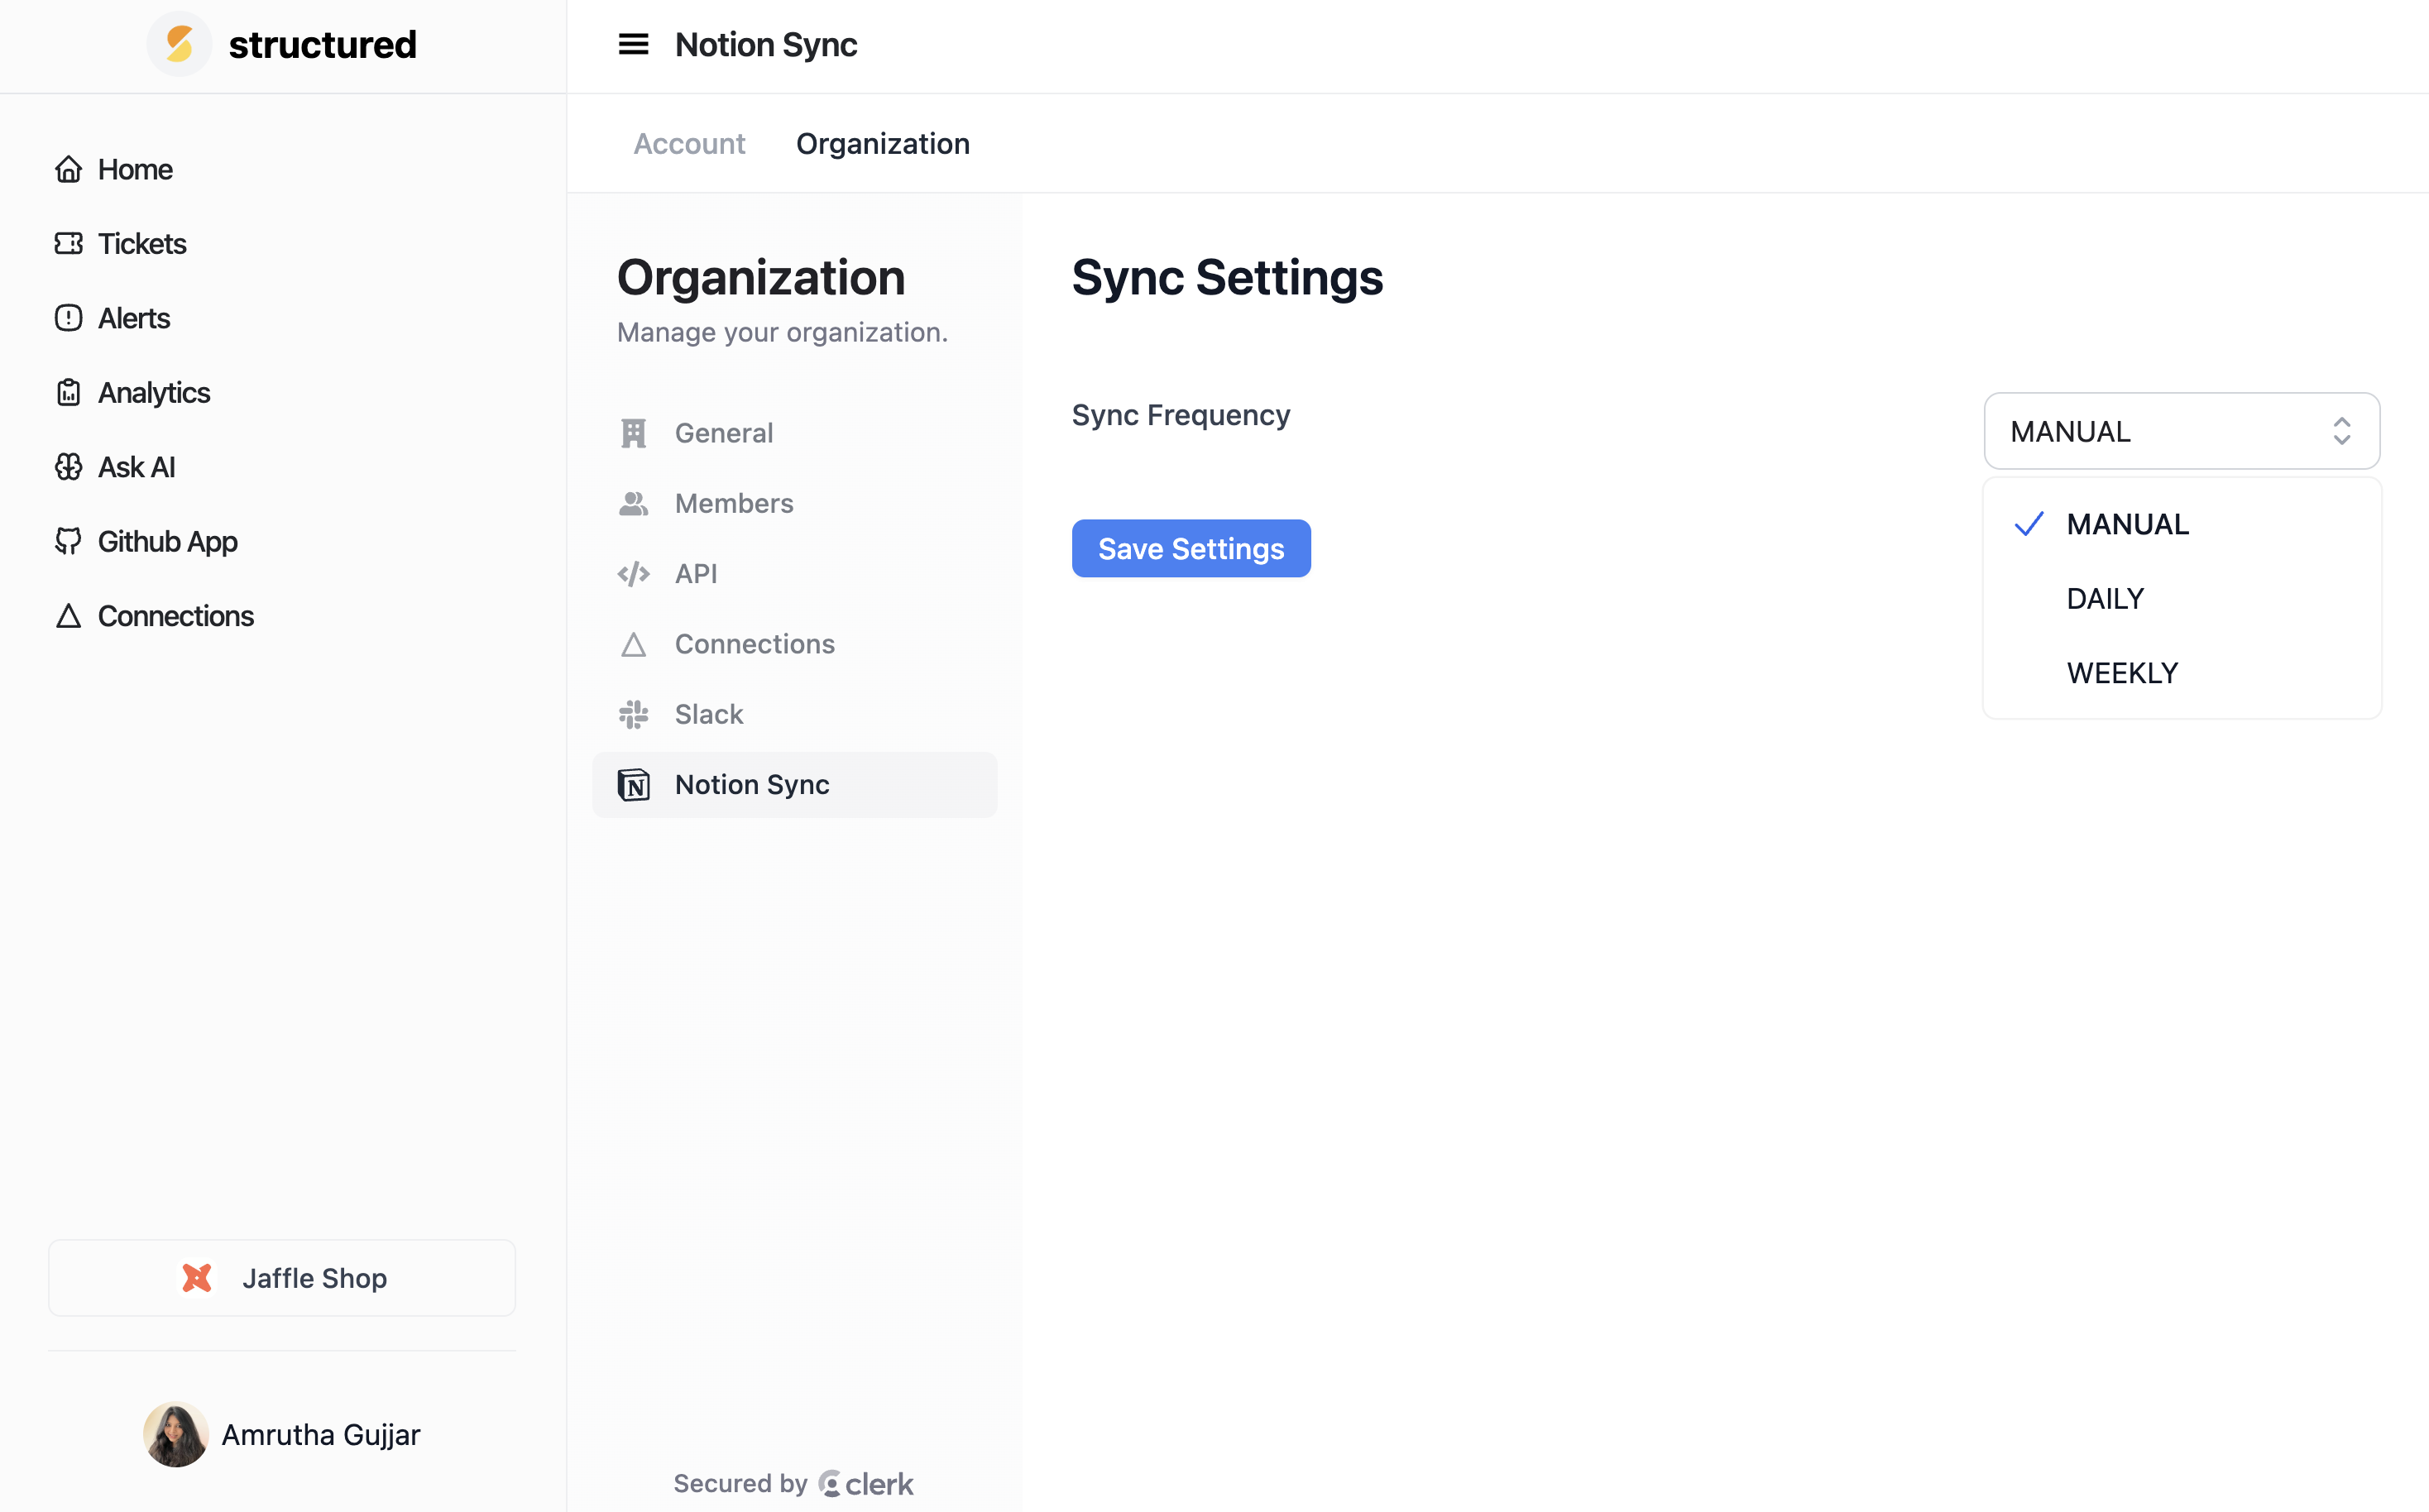 structured
Home
Tickets
Alerts
Analytics
Ask AI
Github App
Connections
Jaffle Shop
Amrutha Gujjar
Notion Sync
Account
Organization
Organization
Manage your organization.
General
Members
API
Connections
Slack
Notion Sync
Secured by clerk
Sync Settings
Sync Frequency
MANUAL
MANUAL
DAILY
WEEKLY
Save Settings